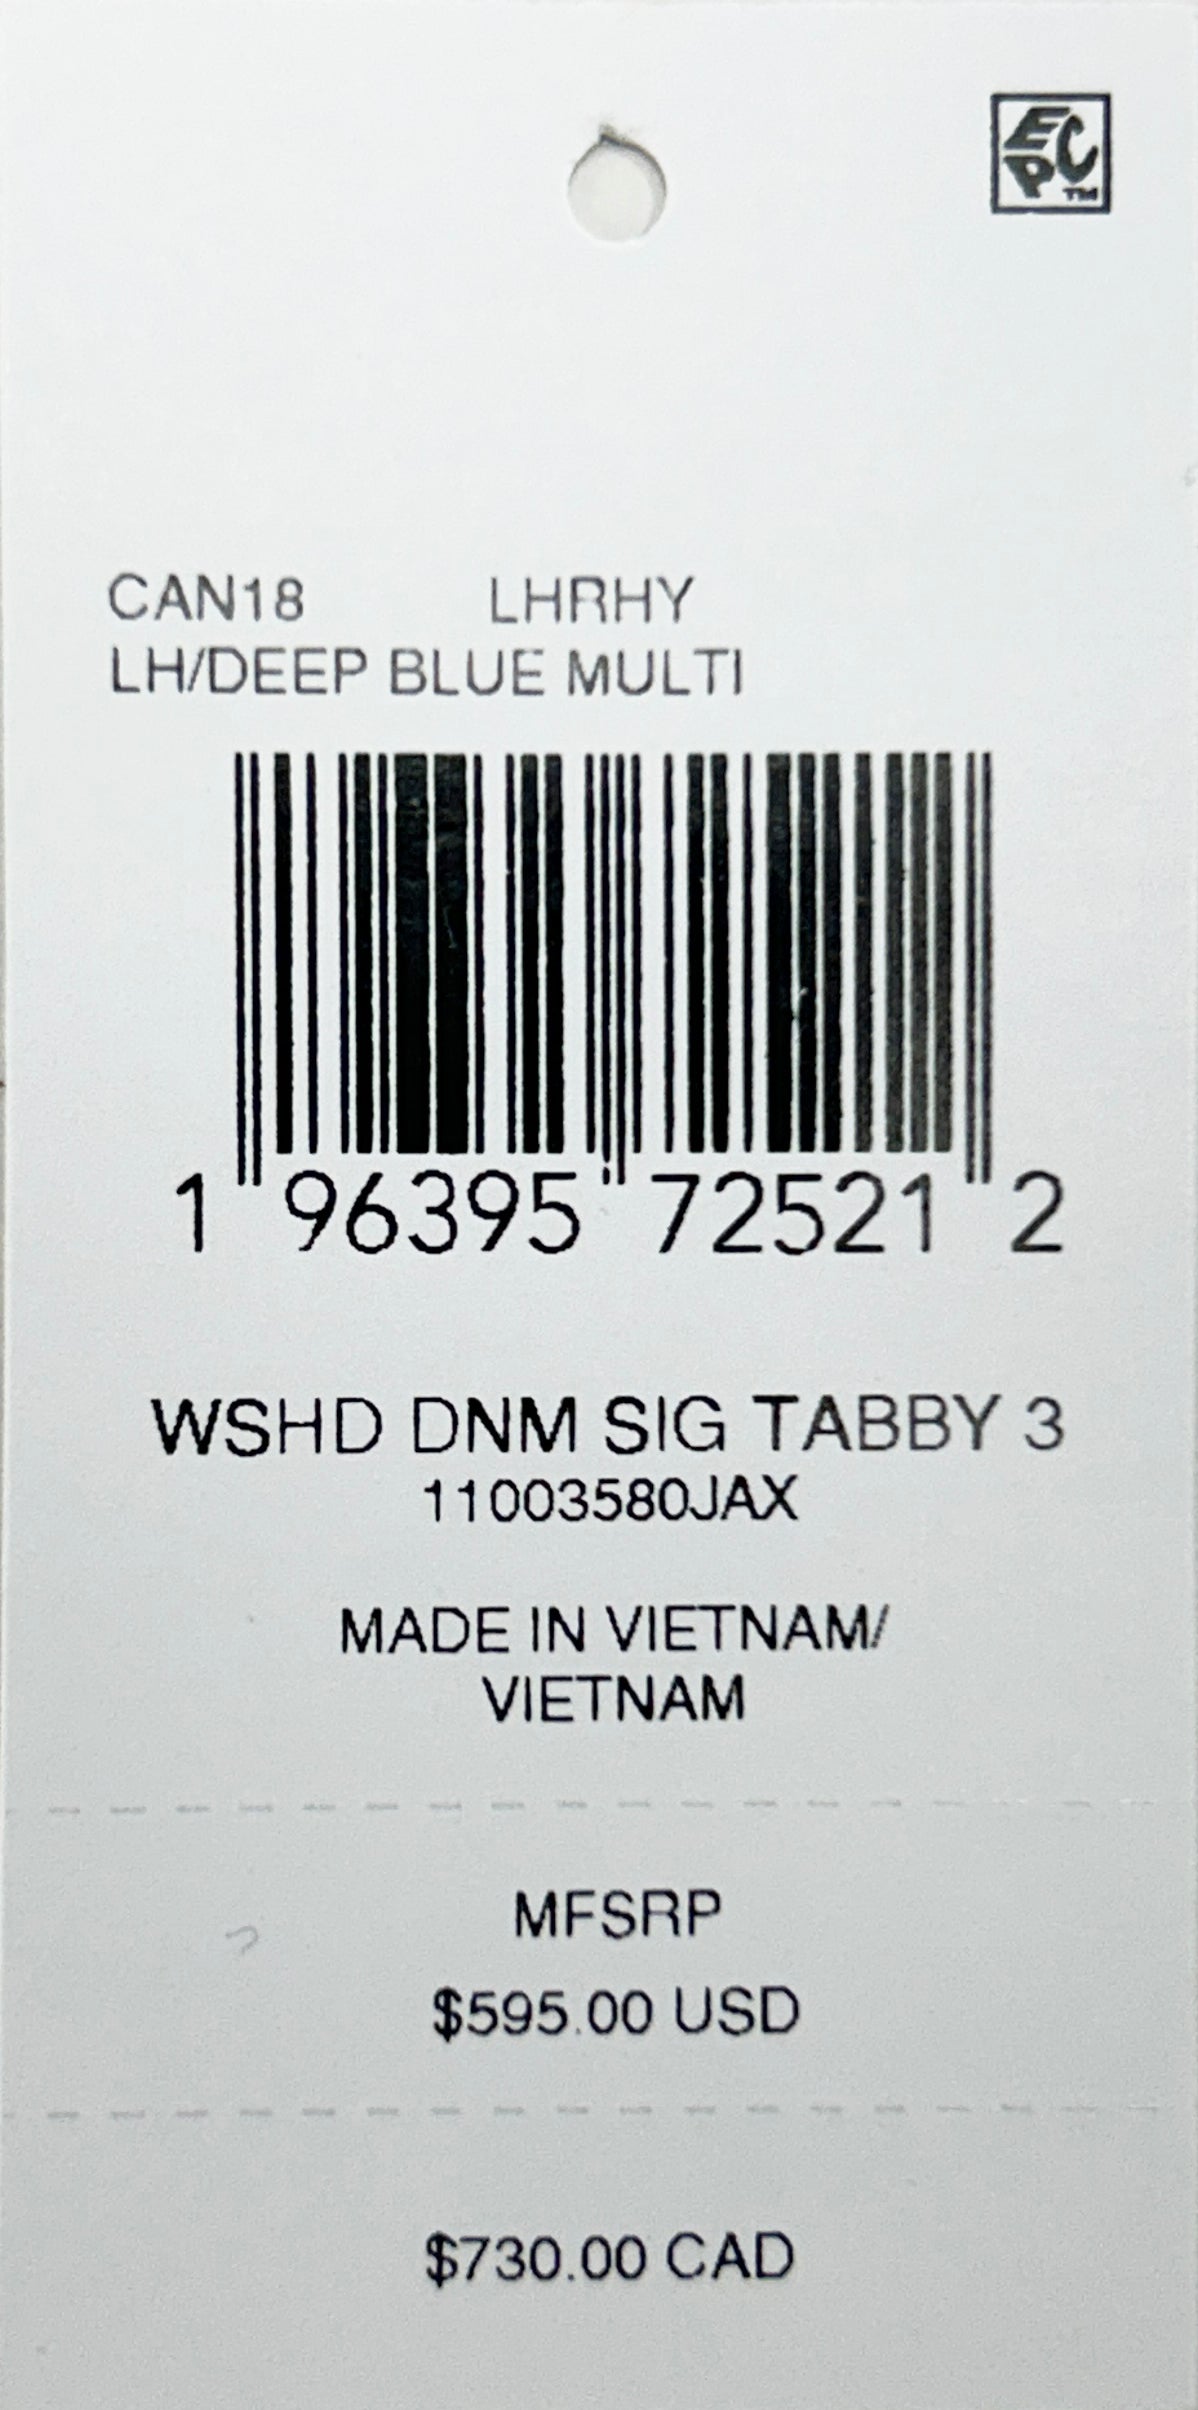 EPC™
CAN18 LHRHY
LH/DEEP BLUE MULTI
1 96395 72521 2
WSHD DNM SIG TABBY 3
11003580JAX
MADE IN VIETNAM/
VIETNAM
MFSRP
$595.00 USD
$730.00 CAD